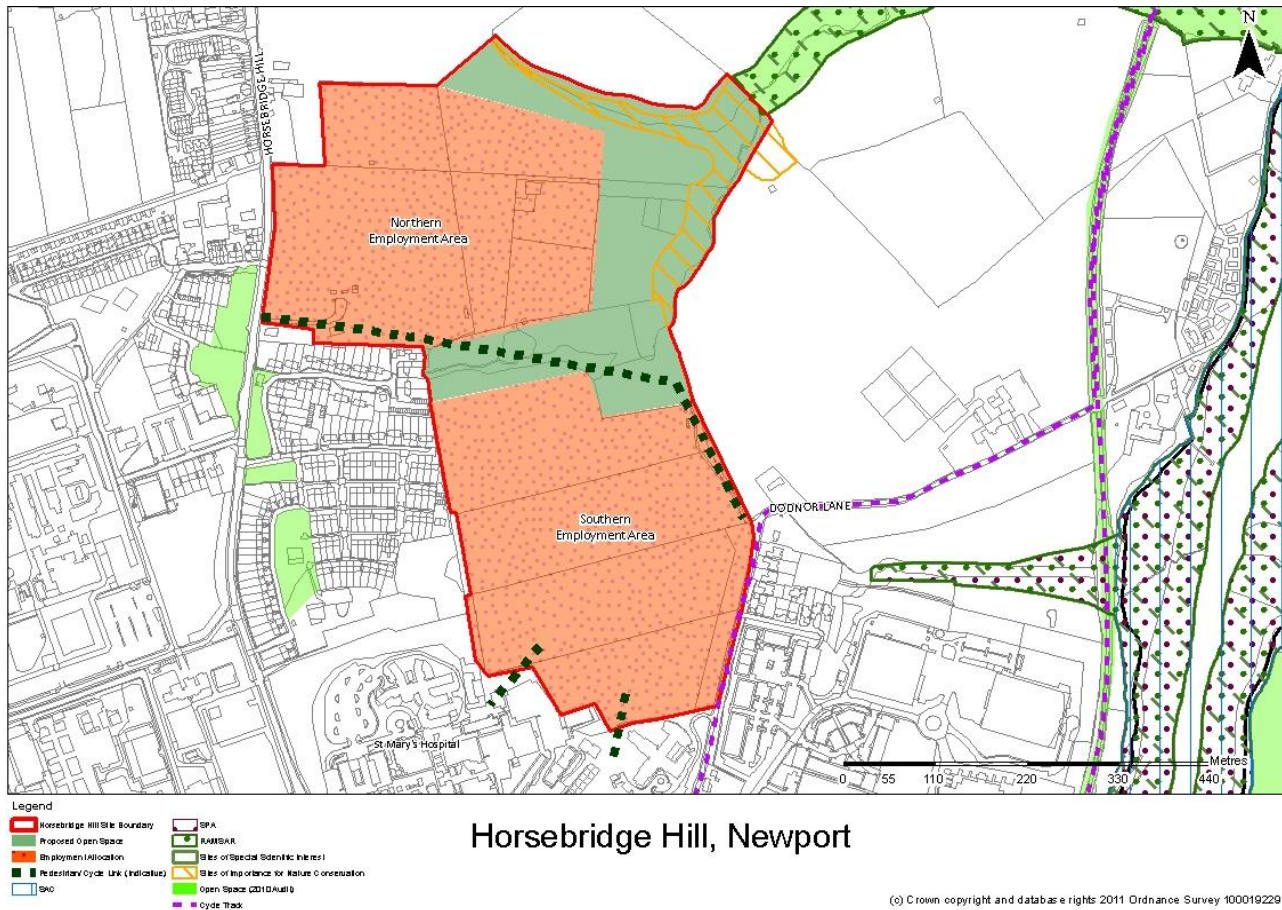 N
HORSEBRIDGE HILL
Northern
Employment Area
Southern
Employment Area
DODNOR LANE
St Mary's Hospital
Metres
0 55 110 220 330 440
Legend
Horsebridge Hill Site Boundary
Proposed Open Space
Employment Allocation
Pedestrian/ Cycle Link (Indicative)
SAC
SPA
RAMSAR
Sites of Special Scientific Interest
Sites of Importance for Nature Conservation
Open Space (2010 Audit)
Cycle Track
Horsebridge Hill, Newport
(c) Crown copyright and database rights 2011 Ordnance Survey 100019229